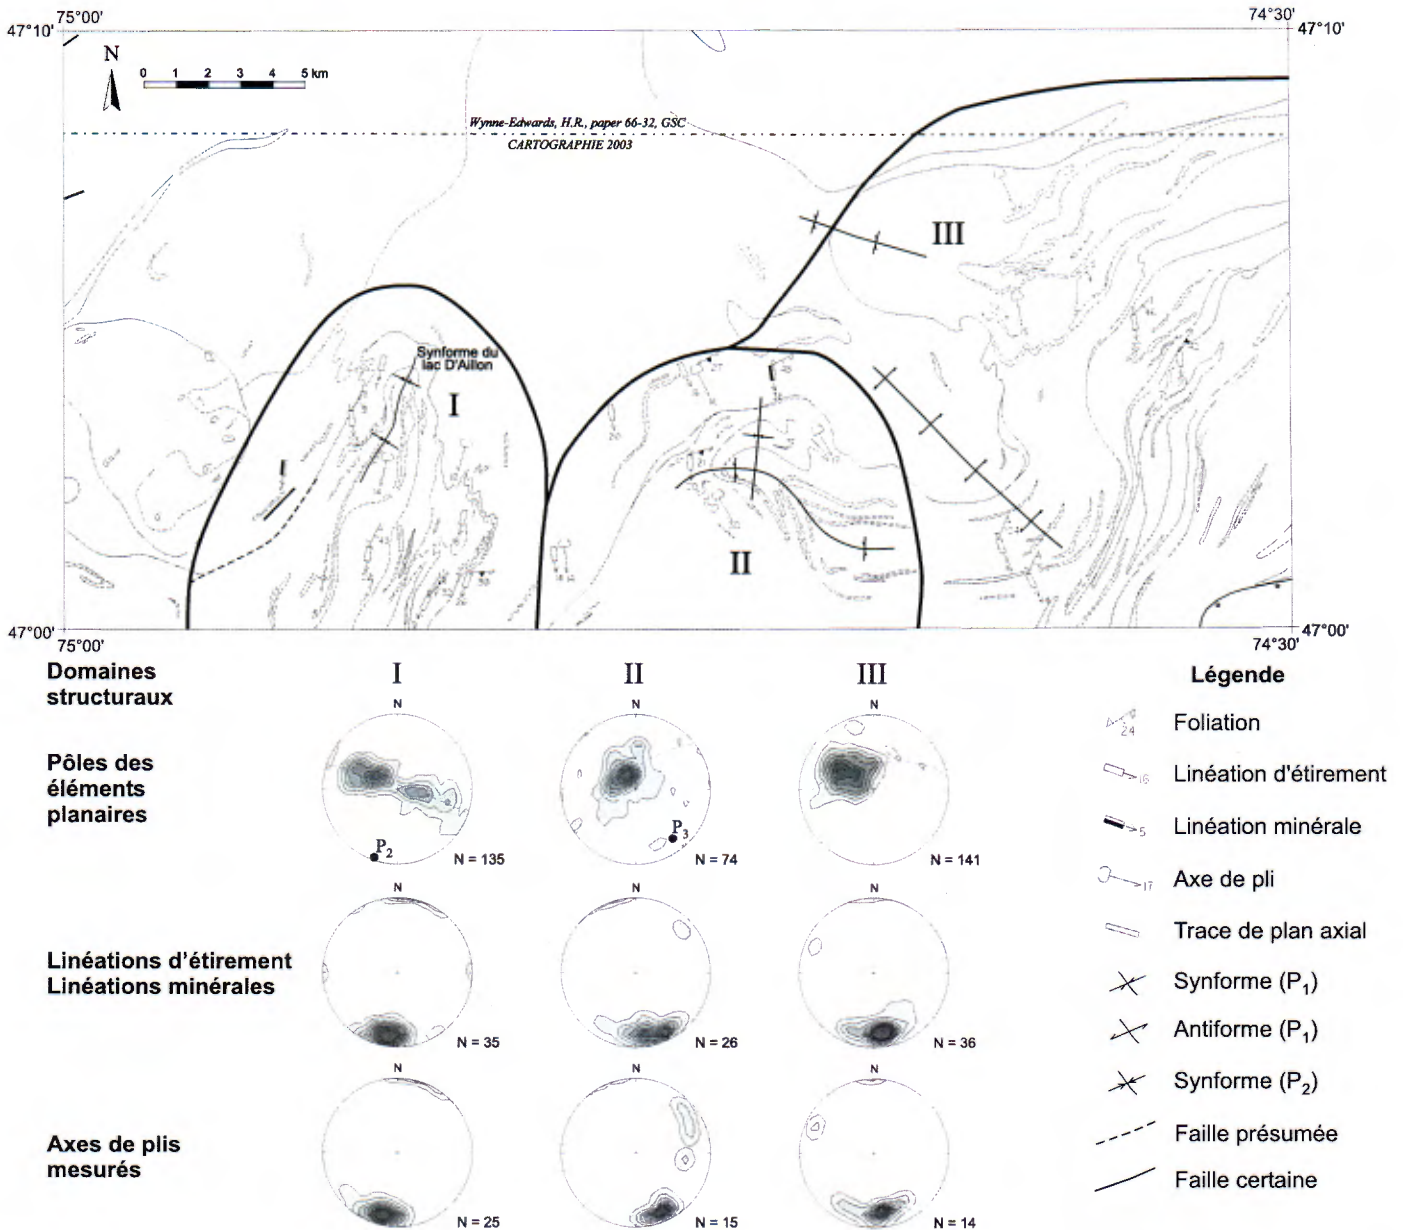 75°00'
74°30'
47°10'
47°10'
N
0 1 2 3 4 5 km
Wynne-Edwards, H.R., paper 66-32, GSC
CARTOGRAPHIE 2003
III
Synforme du
lac D'Aillon
I
II
47°00'
47°00'
75°00'
74°30'
Domaines
structuraux
I
II
III
Légende
N
N
N
Pôles des
éléments
planaires
P2
N = 135
P3
N = 74
N = 141
Linéations d'étirement
Linéations minérales
N
N
N
N = 35
N = 26
N = 36
Axes de plis
mesurés
N
N
N
N = 25
N = 15
N = 14
24 Foliation
16 Linéation d'étirement
5 Linéation minérale
17 Axe de pli
Trace de plan axial
Synforme (P1)
Antiforme (P1)
Synforme (P2)
Faille présumée
Faille certaine